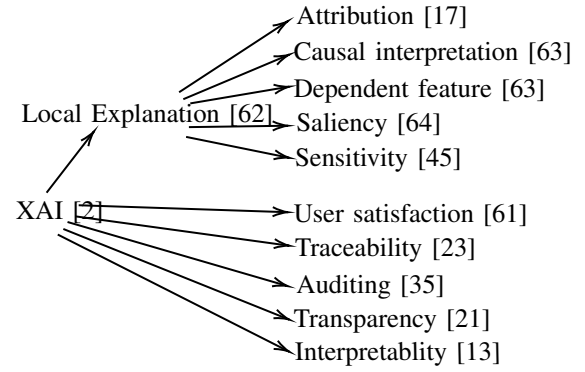 Attribution [17]
Causal interpretation [63]
Dependent feature [63]
Local Explanation [62]
Saliency [64]
Sensitivity [45]
XAI [2]
User satisfaction [61]
Traceability [23]
Auditing [35]
Transparency [21]
Interpretablity [13]